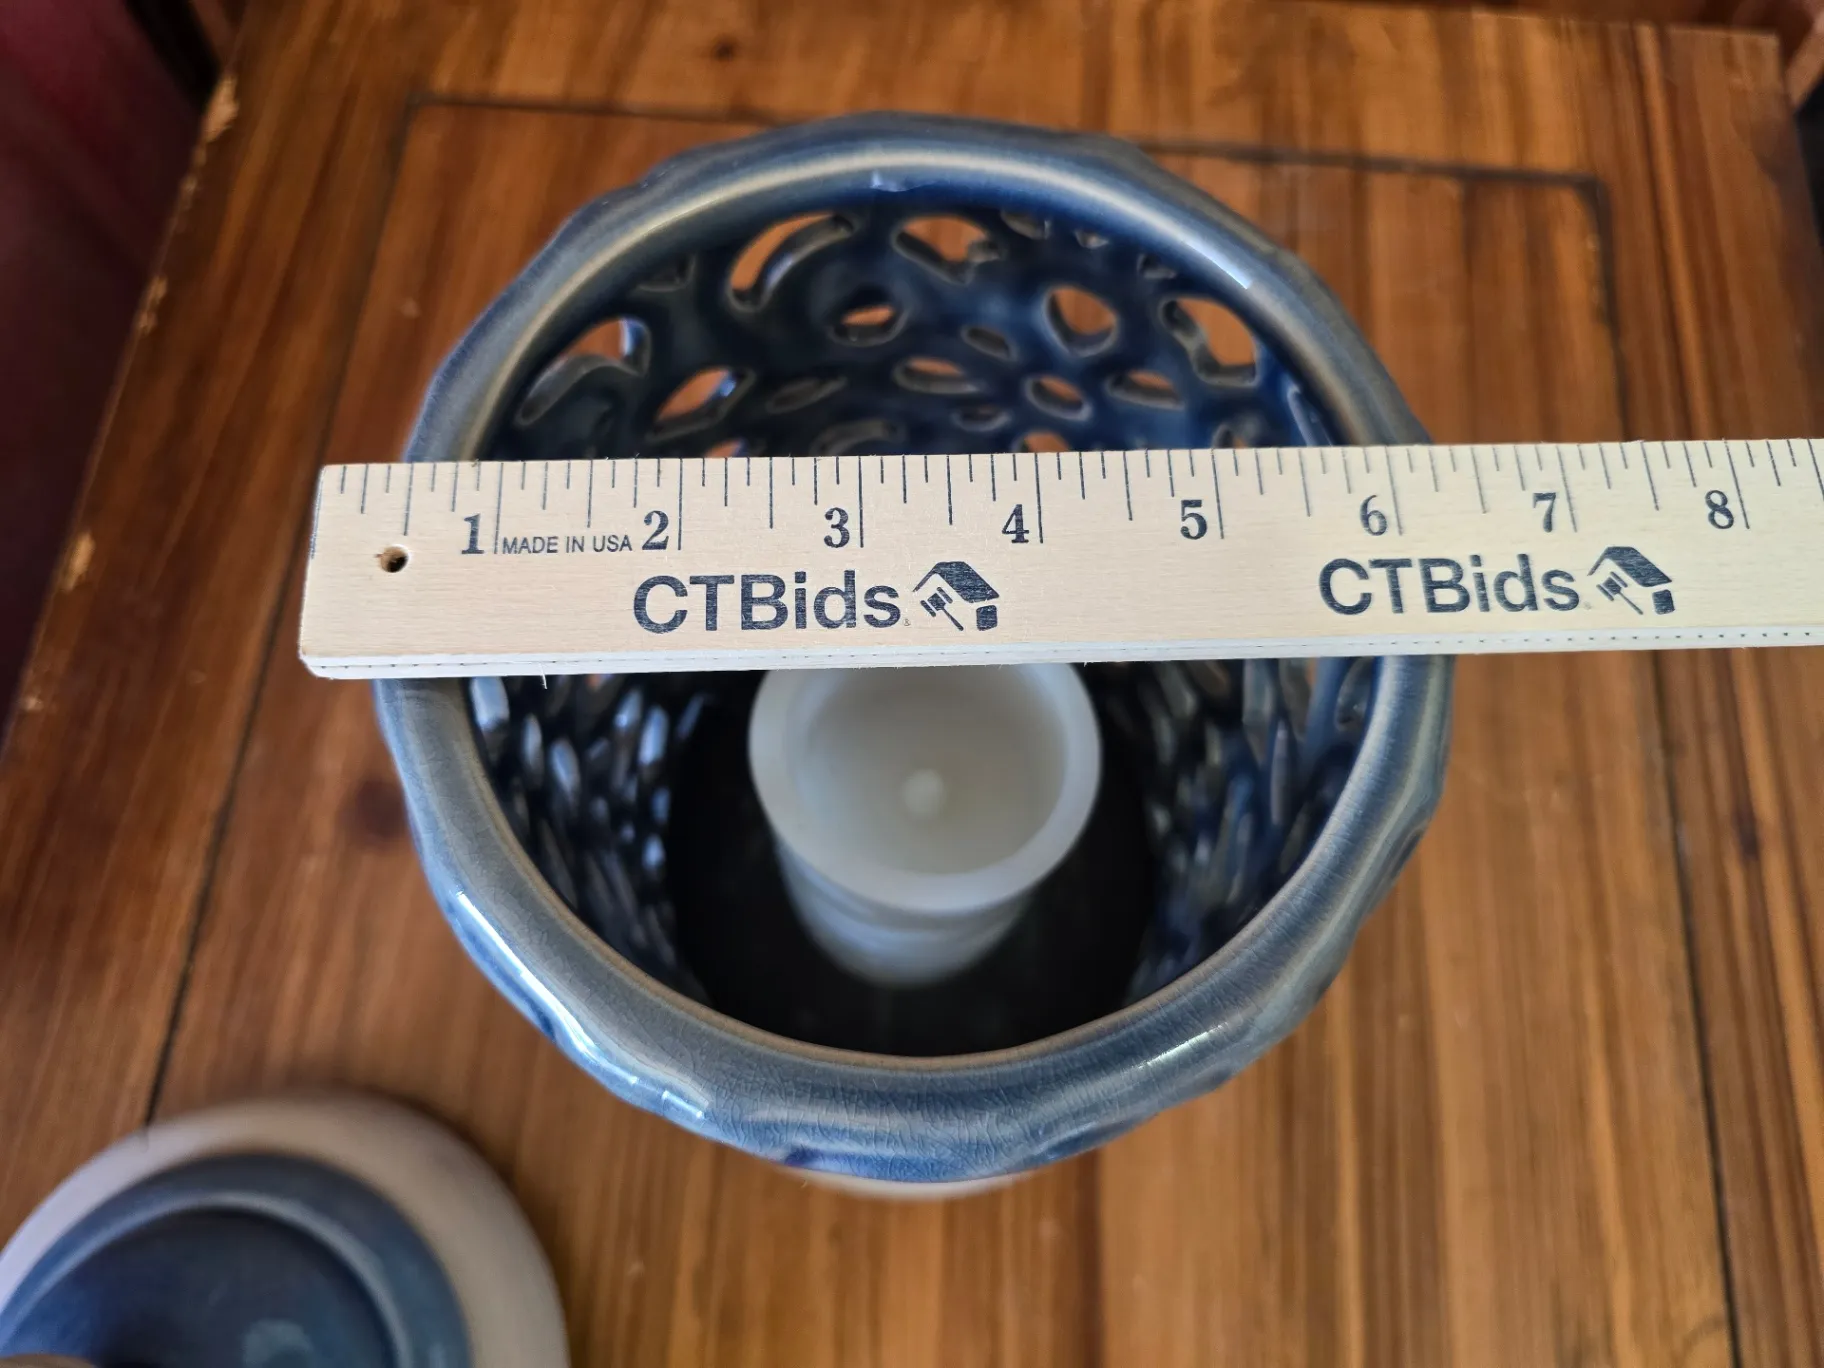 1 2 3 4 5 6 7 8
MADE IN USA
CTBids CTBids